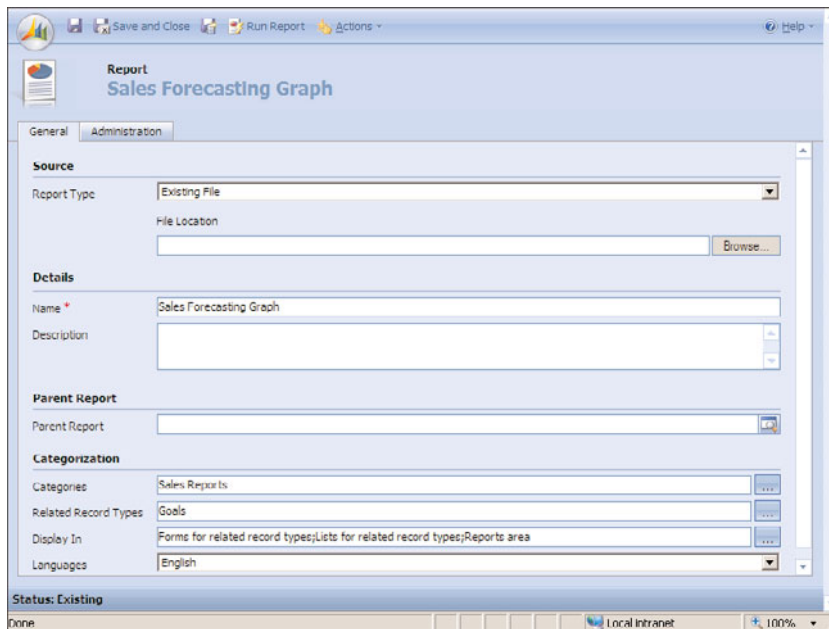 Save and Close Run Report Actions Help
Report
Sales Forecasting Graph
General Administration
Source
Report Type Existing File
File Location
Browse...
Details
Name * Sales Forecasting Graph
Description
Parent Report
Parent Report
Categorization
Categories Sales Reports ...
Related Record Types Goals ...
Display In Forms for related record types;Lists for related record types;Reports area ...
Languages English
Status: Existing
Done Local intranet 100%